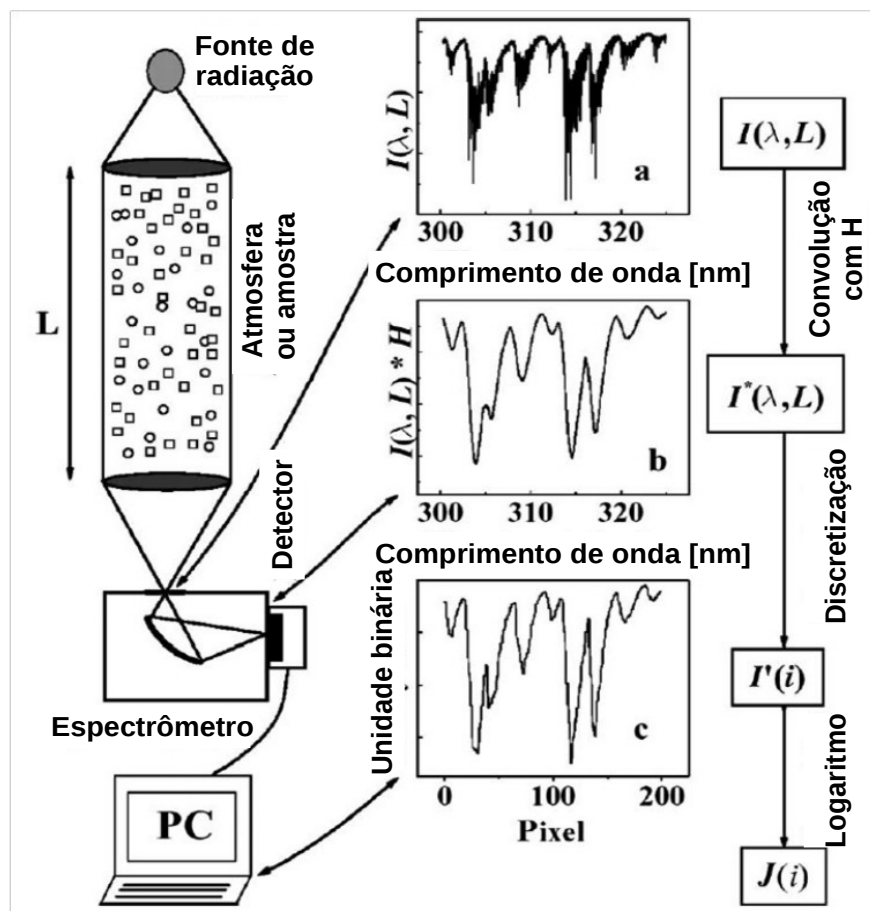 Fonte de
radiação
L
Atmosfera
ou amostra
Detector
Espectrômetro
PC
I(λ, L)
a
300
310
320
Comprimento de onda [nm]
I(λ, L) * H
b
300
310
320
Comprimento de onda [nm]
Unidade binária
c
0
100
200
Pixel
I(λ,L)
Convolução
com H
I*(λ,L)
Discretização
I'(i)
Logaritmo
J(i)